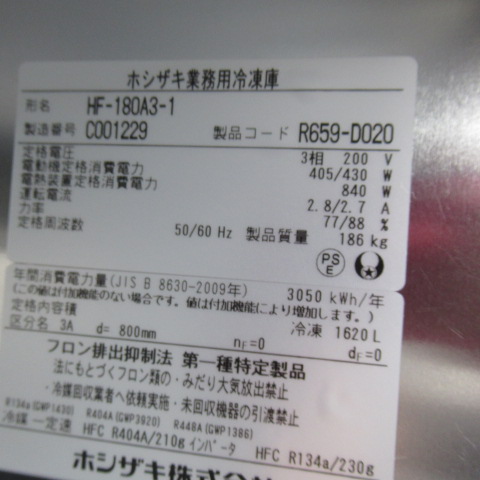 ホシザキ業務用冷凍庫
形名 HF-180A3-1
製造番号 C001229 製品コード R659-D020
定格電圧 3相 200 V
電動機定格消費電力 405/430 W
電熱装置定格消費電力 840 W
運転電流 2.8/2.7 A
力率 77/88 %
定格周波数 50/60 Hz 製品質量 186 kg
PS
E
年間消費電力量(JIS B 8630-2009年) 3050 kWh/年
(この値は付加機能のない場合です。値は付加機能により増加します。)
定格内容積 冷凍 1620 L
区分名 3A d= 800mm nF=0 dF=0
フロン排出抑制法 第一種特定製品
・法にもとづくフロン類の・みだり大気放出禁止
・冷媒回収業者へ依頼実施・未回収機器の引渡禁止
R134a(GWP1430) R404A(GWP3920) R448A(GWP1386)
冷媒 一定速 HFC R404A/210g インバータ HFC R134a/230g
ホシザキ株式会